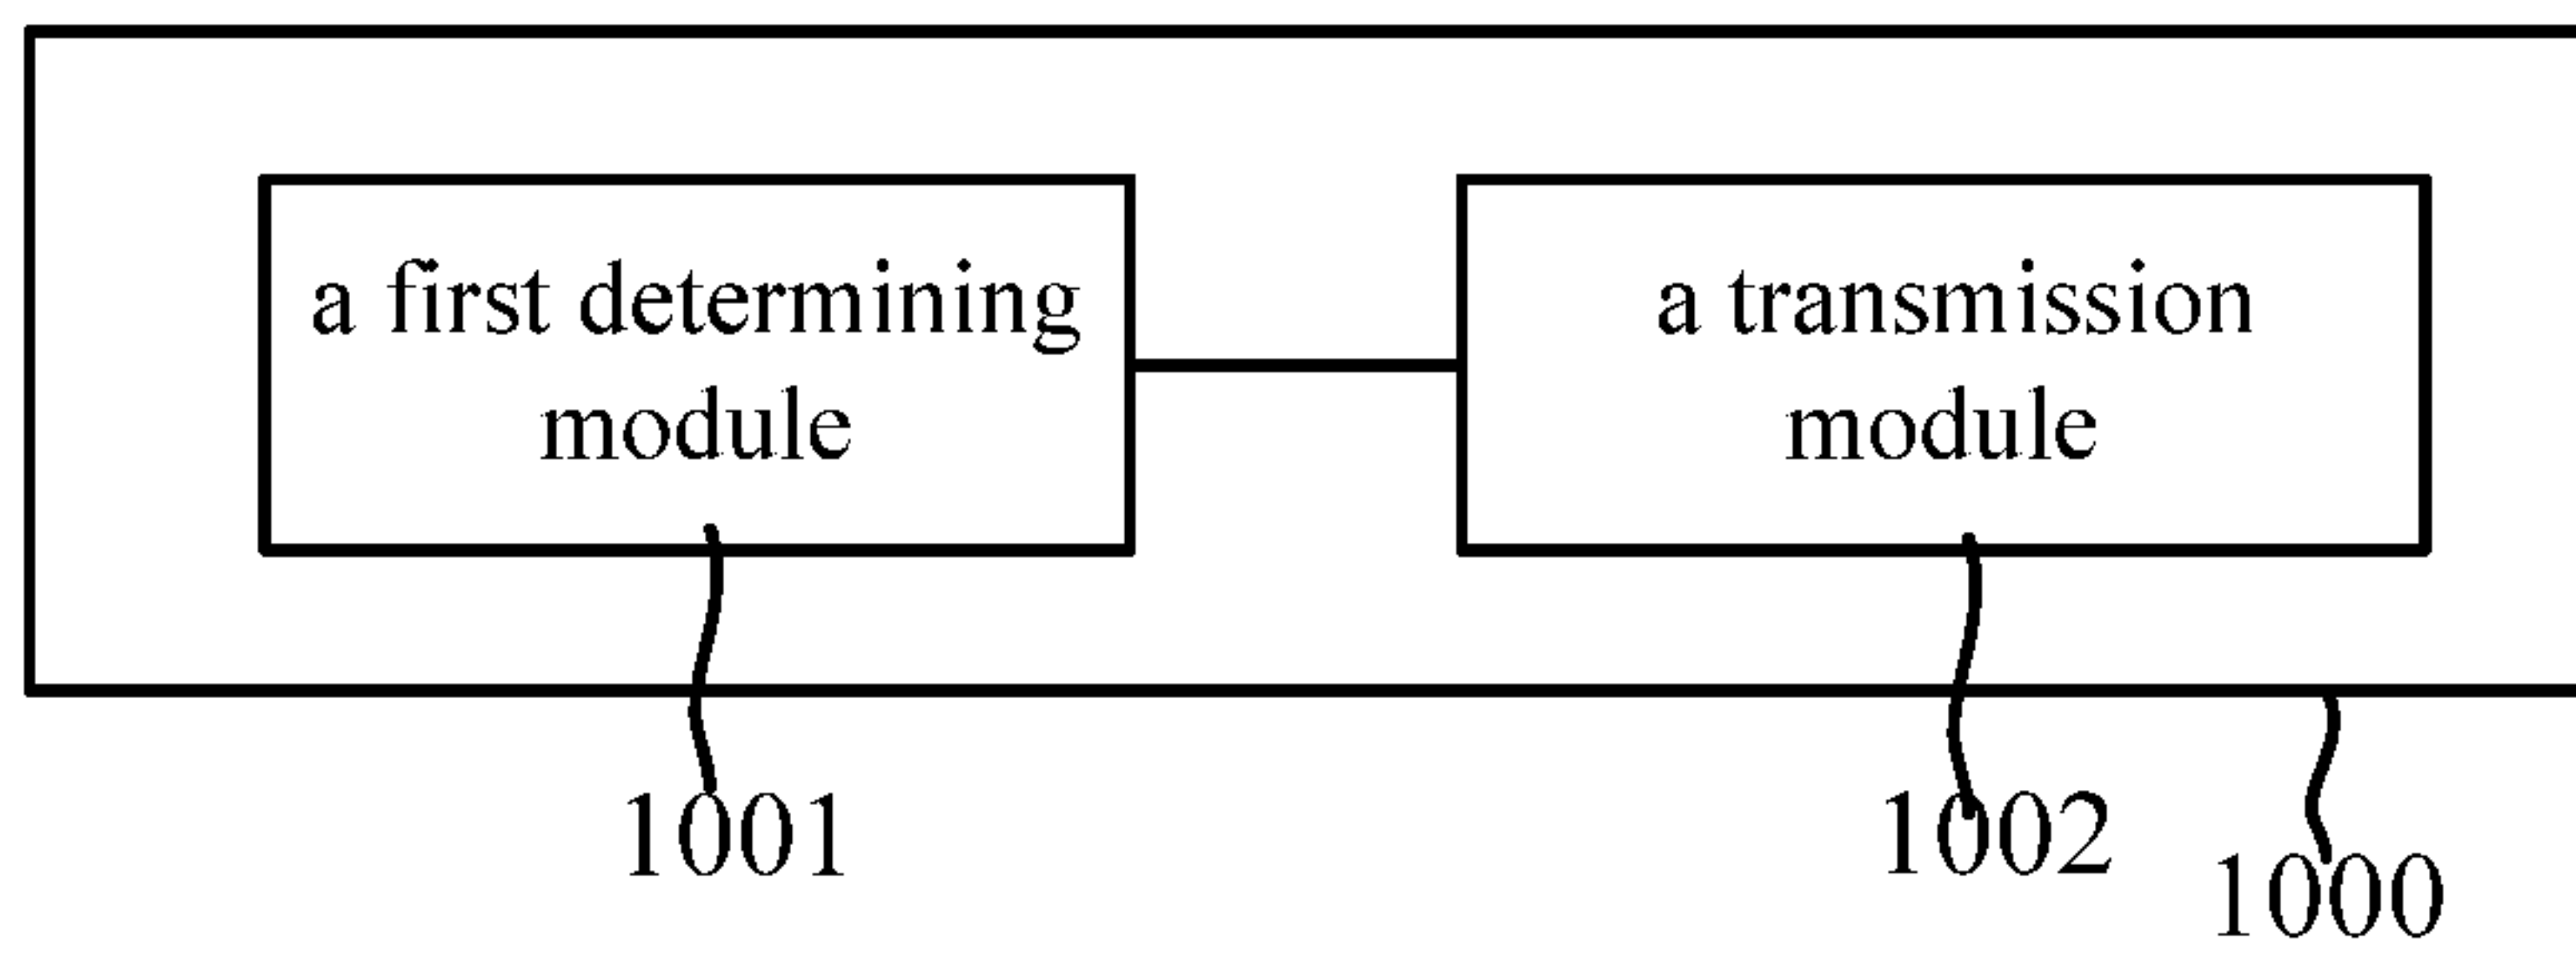 a first determining
module
a transmission
module
1001
1002
1000